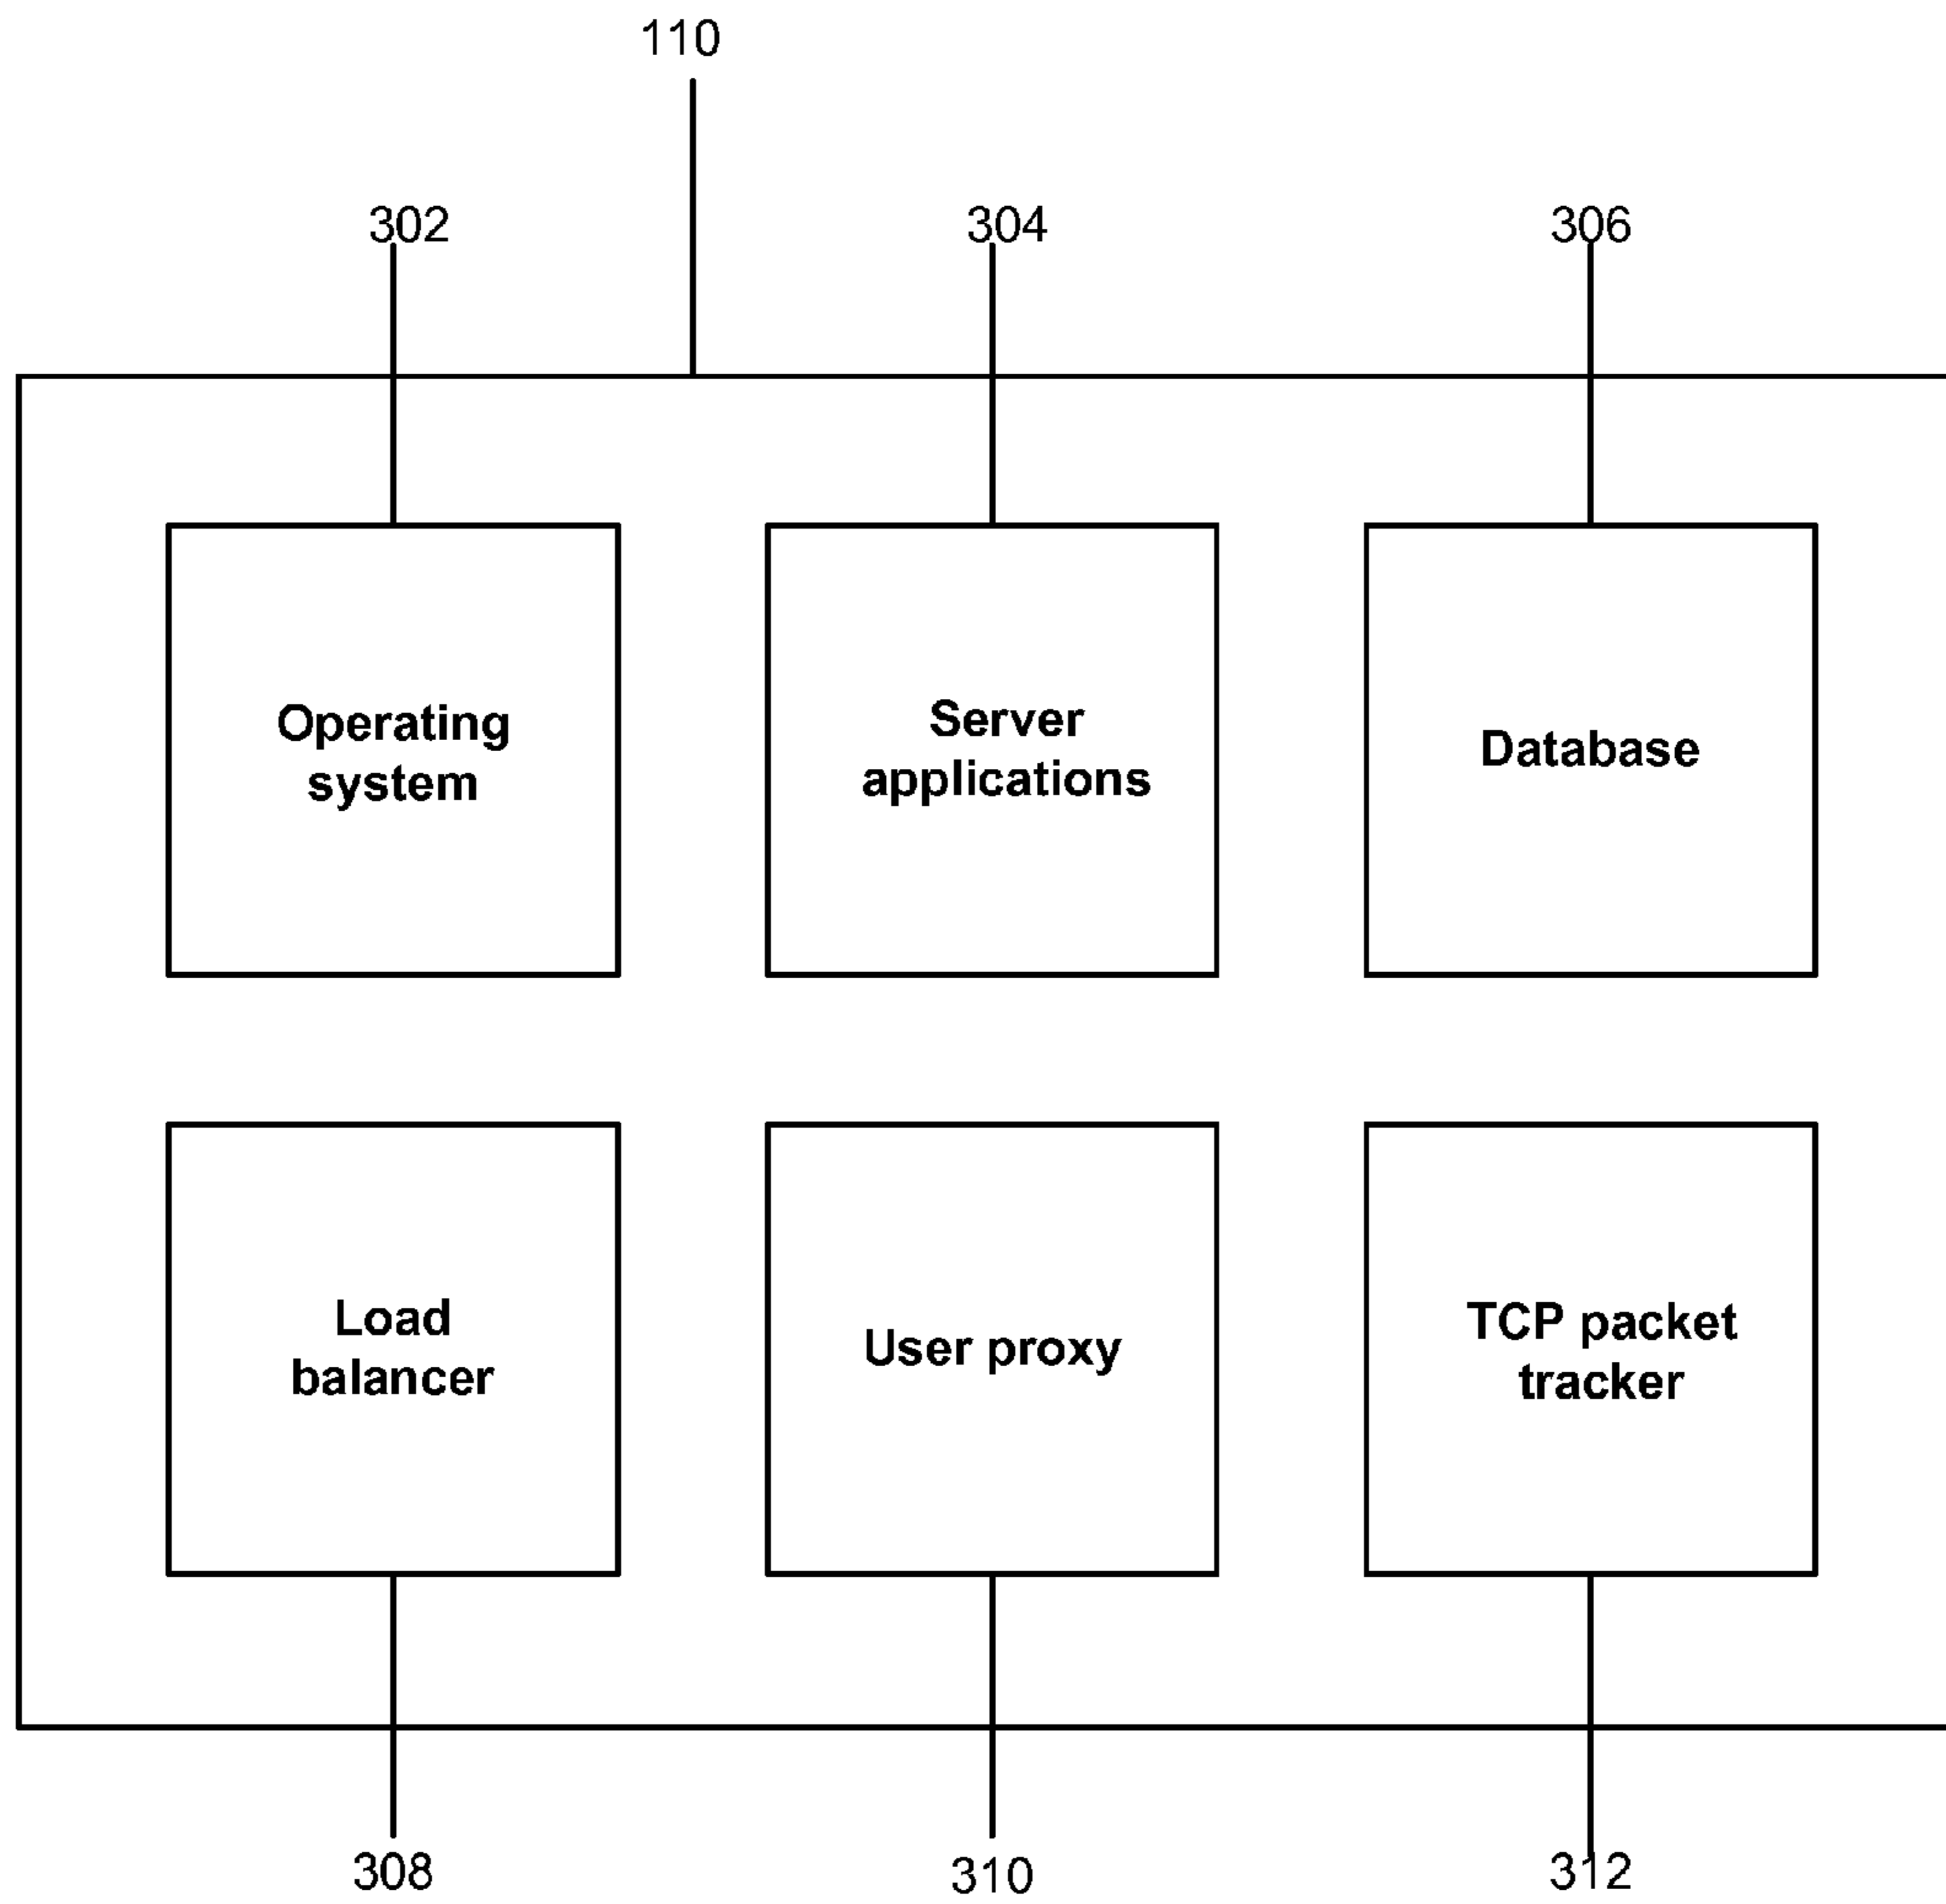 110
302
304
306
Operating
system
Server
applications
Database
Load
balancer
User proxy
TCP packet
tracker
308
310
312